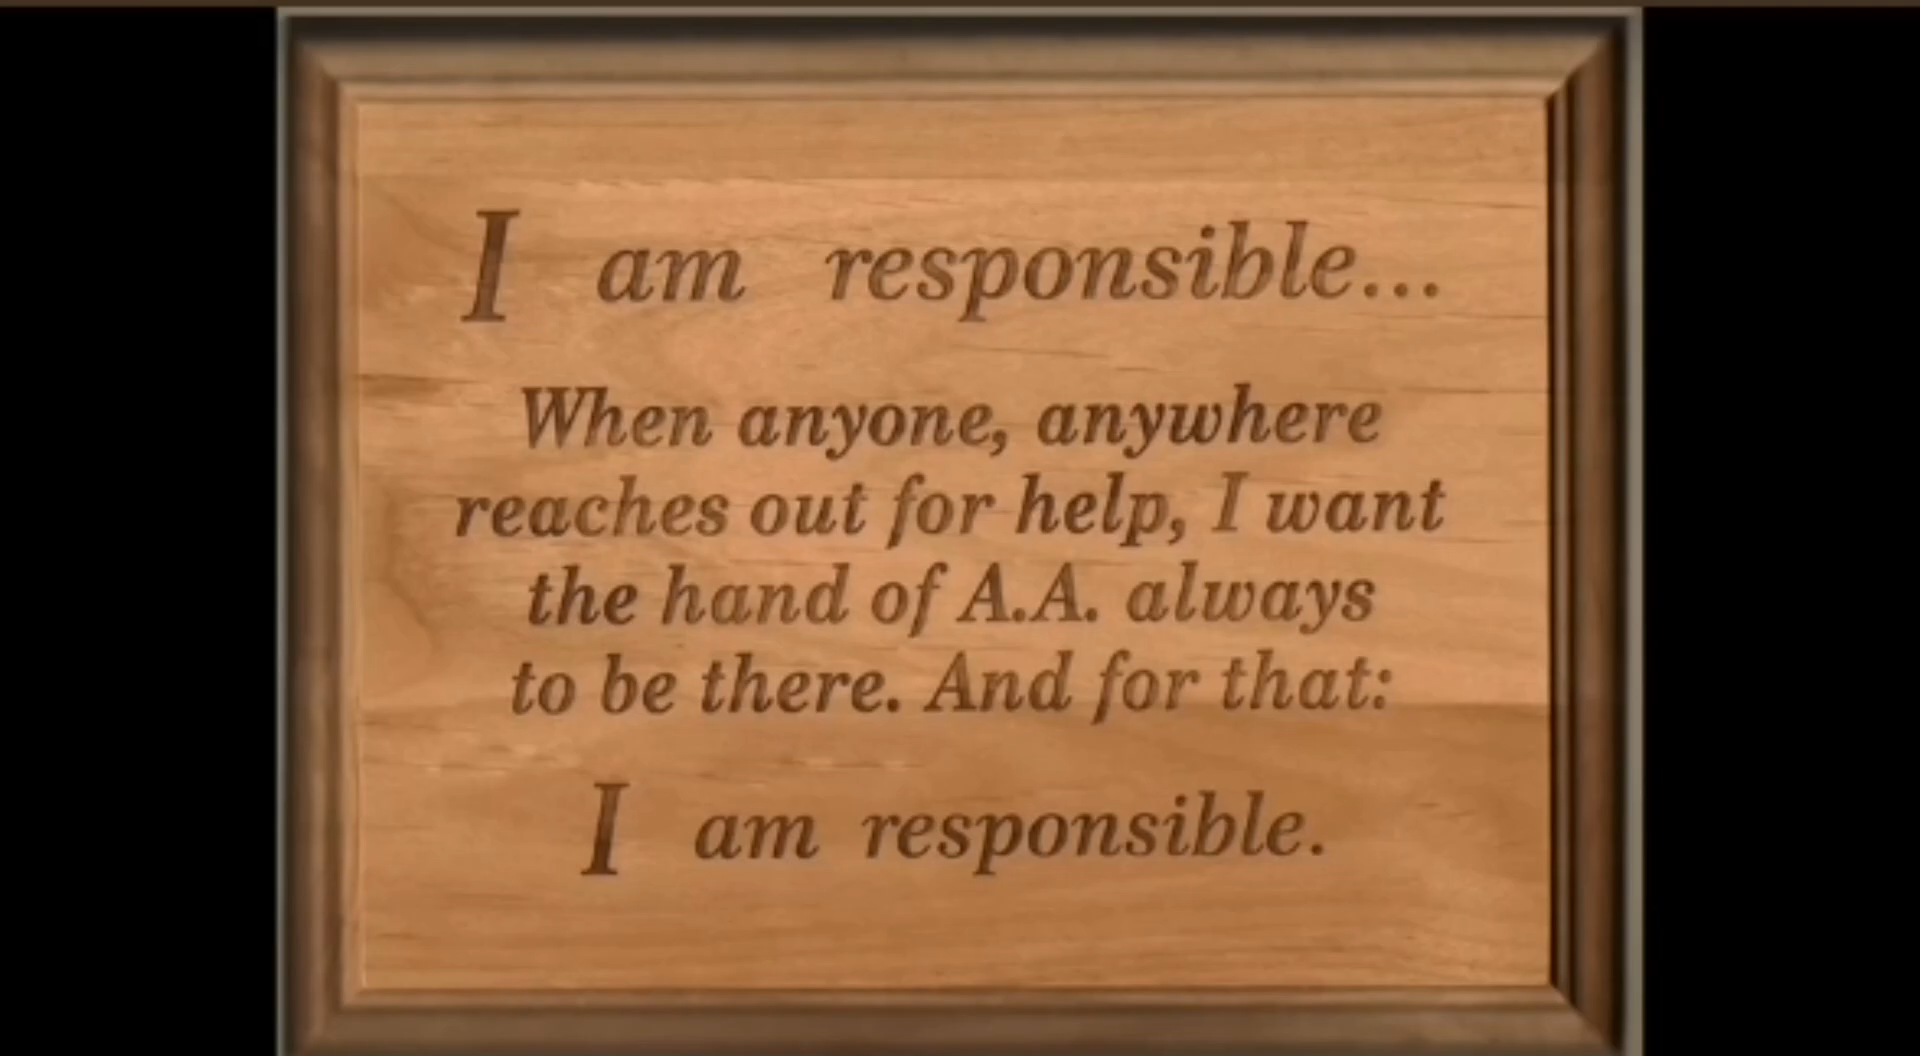 I am responsible...
When anyone, anywhere
reaches out for help, I want
the hand of A.A. always
to be there. And for that:
I am responsible.